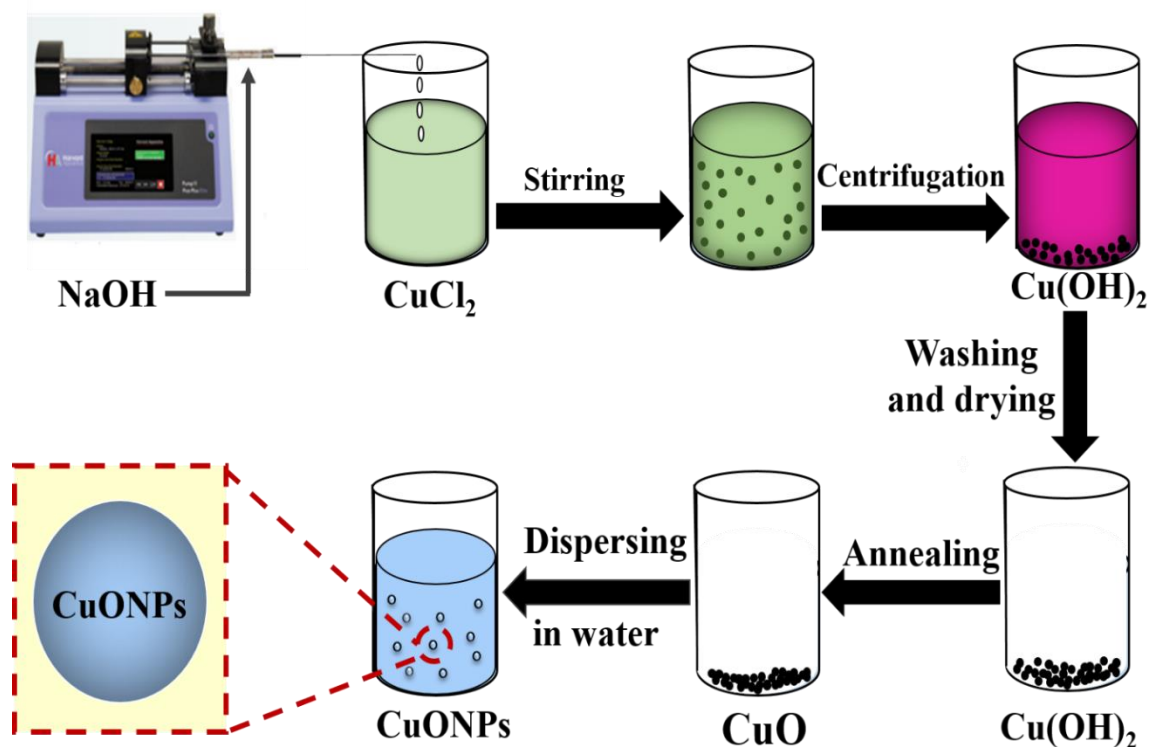 NaOH
CuCl₂
Stirring
Centrifugation
Cu(OH)₂
Washing
and drying
Cu(OH)₂
Annealing
CuO
Dispersing
in water
CuONPs
CuONPs